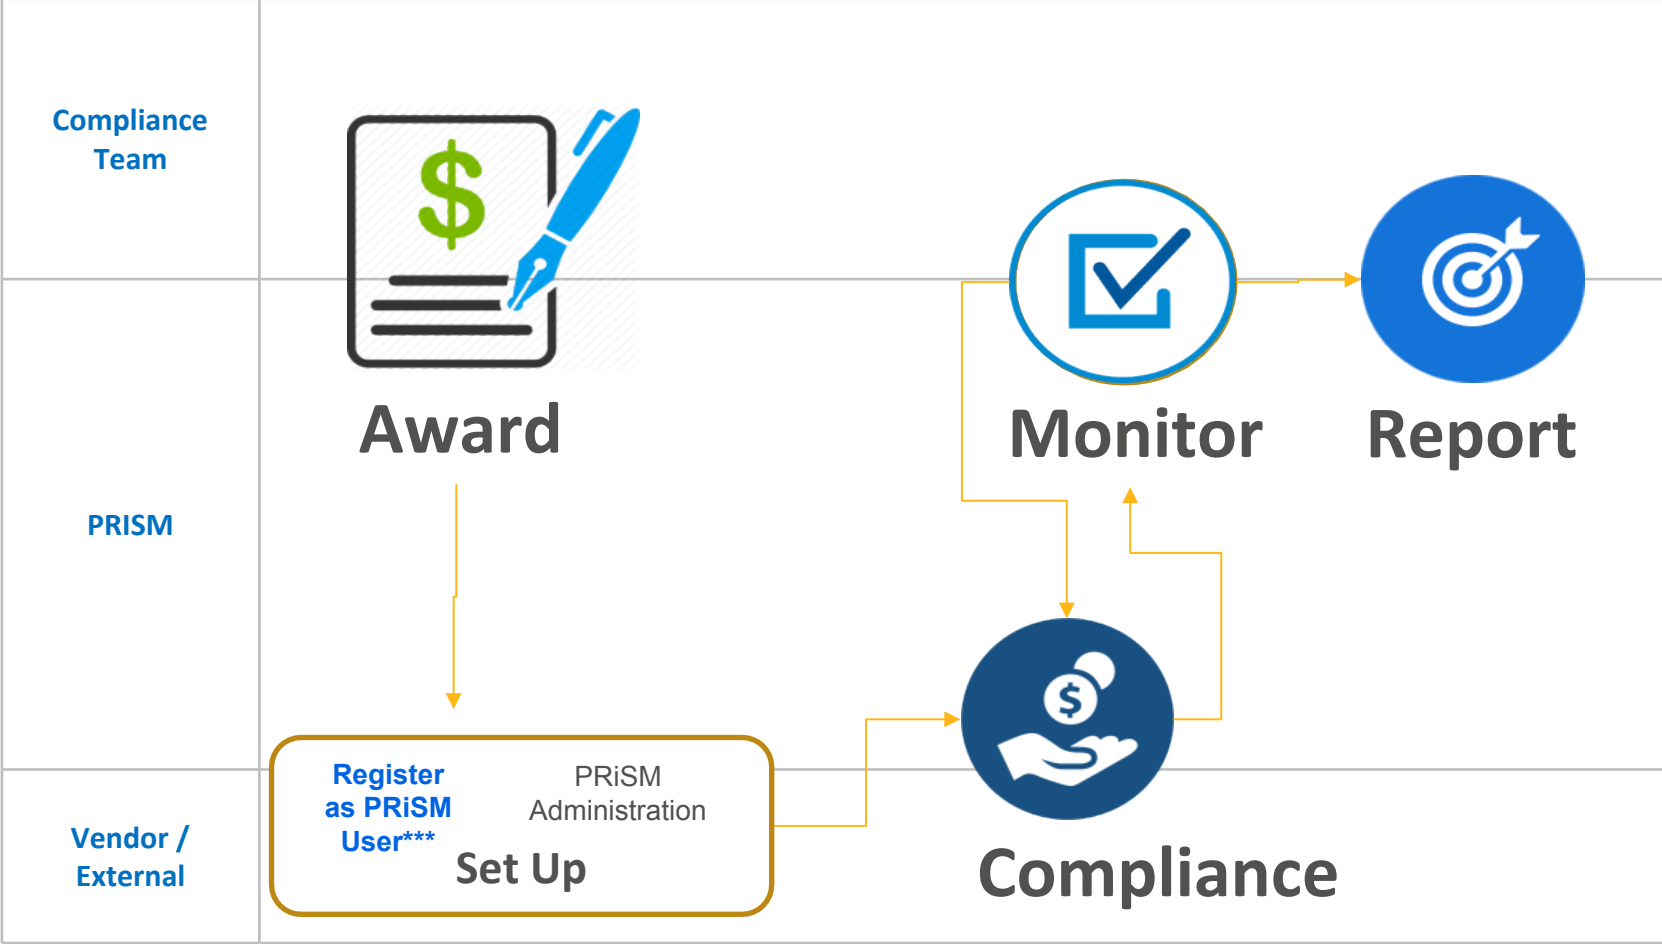 Compliance
Team
$
Award
Monitor
Report
PRISM
$
Register
as PRiSM
User***
PRiSM
Administration
Set Up
Vendor /
External
Compliance